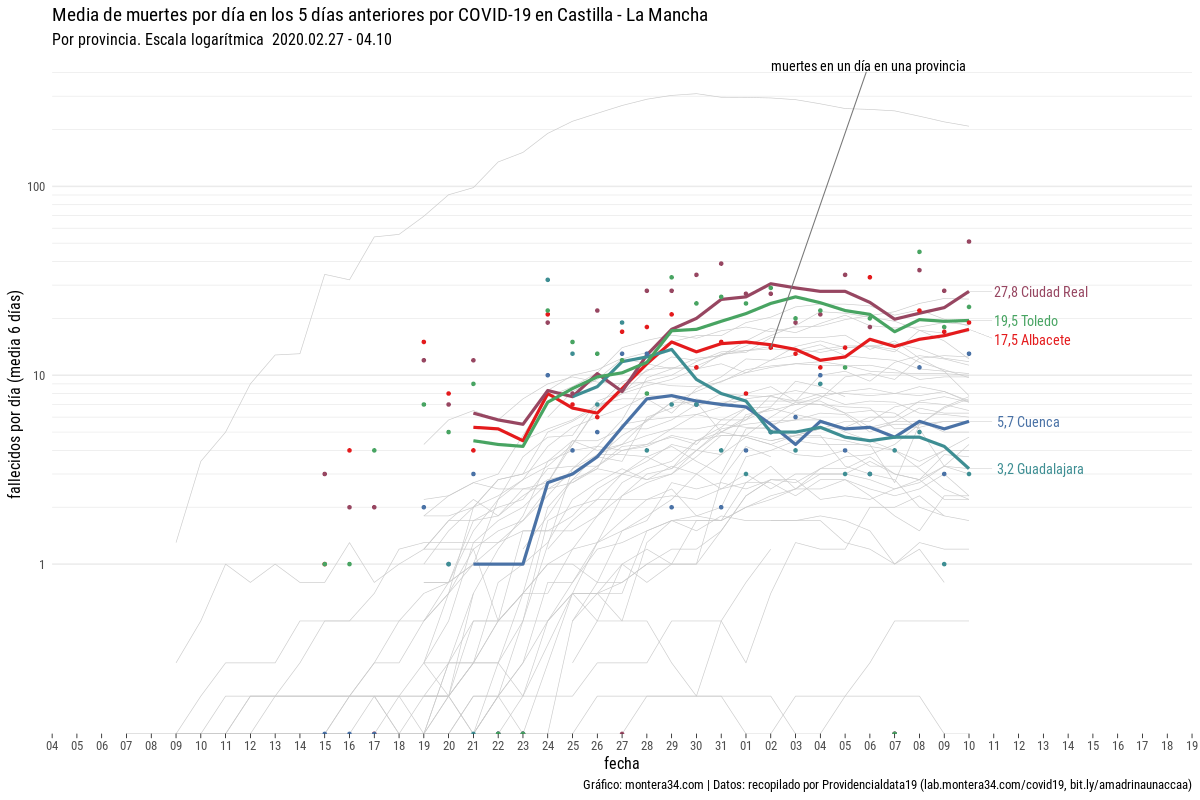 Media de muertes por día en los 5 días anteriores por COVID-19 en Castilla - La Mancha
Por provincia. Escala logarítmica  2020.02.27 - 04.10
muertes en un día en una provincia
fallecidos por día (media 6 días)
100
10
1
27,8 Ciudad Real
19,5 Toledo
17,5 Albacete
5,7 Cuenca
3,2 Guadalajara
04 05 06 07 08 09 10 11 12 13 14 15 16 17 18 19 20 21 22 23 24 25 26 27 28 29 30 31 01 02 03 04 05 06 07 08 09 10 11 12 13 14 15 16 17 18 19
fecha
Gráfico: montera34.com | Datos: recopilado por Providencialdata19 (lab.montera34.com/covid19, bit.ly/amadrinaunaccaa)